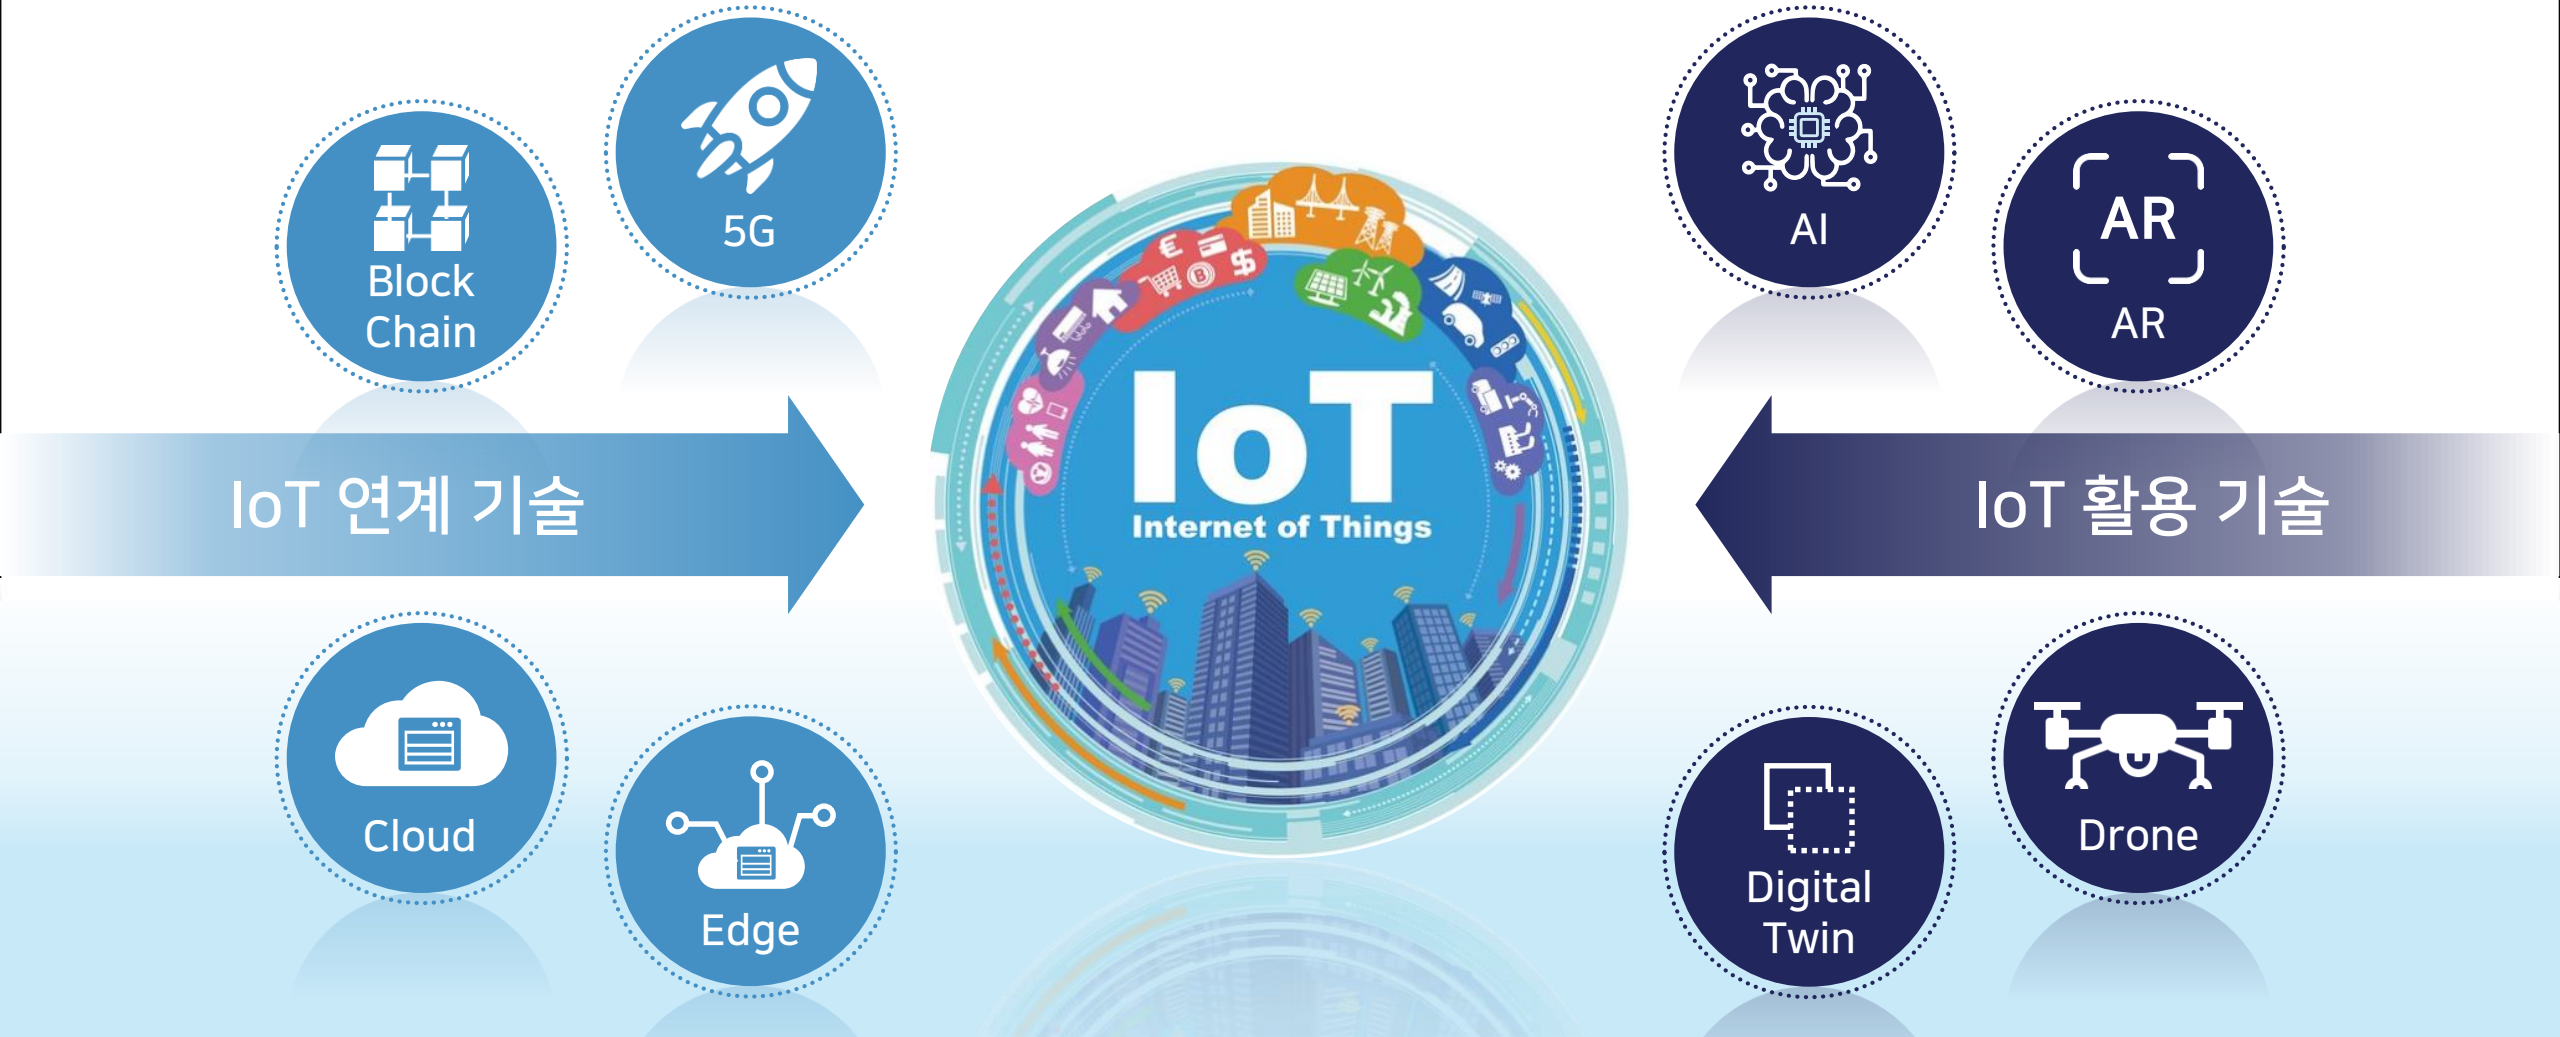 5G
Block
Chain
IoT 연계 기술
Cloud
Edge
IoT
Internet of Things
AI
AR
AR
IoT 활용 기술
Drone
Digital
Twin